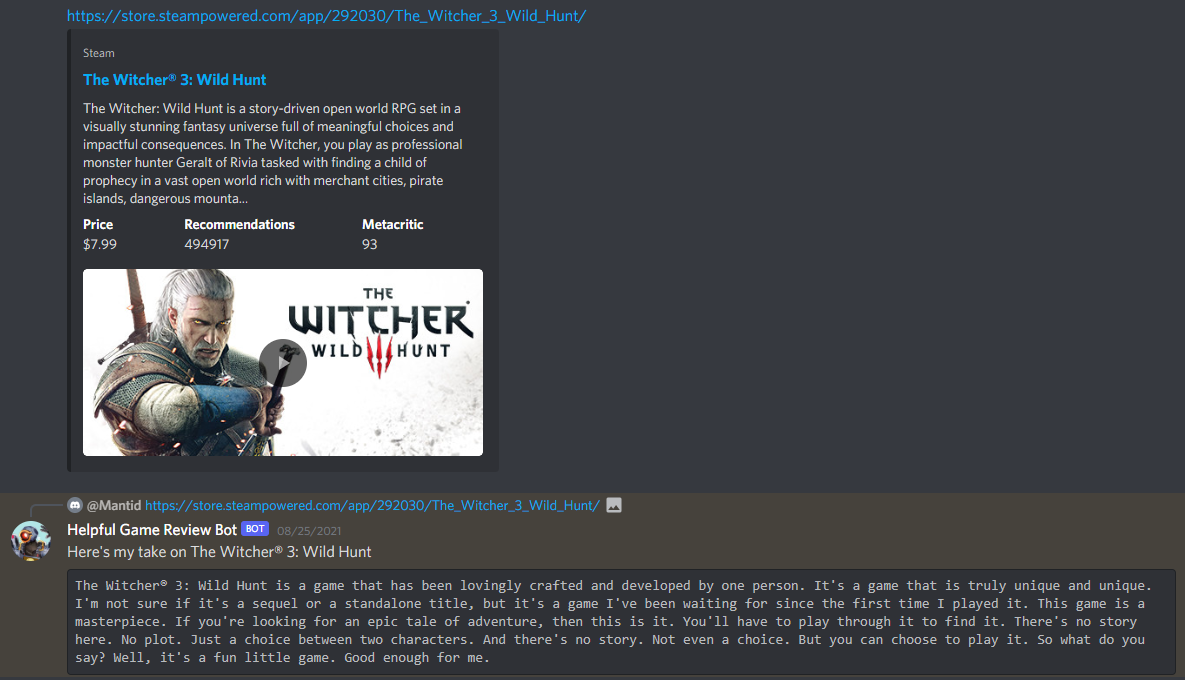 https://store.steampowered.com/app/292030/The_Witcher_3_Wild_Hunt/
Steam
The Witcher® 3: Wild Hunt
The Witcher: Wild Hunt is a story-driven open world RPG set in a
visually stunning fantasy universe full of meaningful choices and
impactful consequences. In The Witcher, you play as professional
monster hunter Geralt of Rivia tasked with finding a child of
prophecy in a vast open world rich with merchant cities, pirate
islands, dangerous mounta...
Price Recommendations Metacritic
$7.99 494917 93
THE
WITCHER
WILD HUNT
@Mantid https://store.steampowered.com/app/292030/The_Witcher_3_Wild_Hunt/
Helpful Game Review Bot BOT 08/25/2021
Here's my take on The Witcher® 3: Wild Hunt
The Witcher® 3: Wild Hunt is a game that has been lovingly crafted and developed by one person. It's a game that is truly unique and unique.
I'm not sure if it's a sequel or a standalone title, but it's a game I've been waiting for since the first time I played it. This game is a
masterpiece. If you're looking for an epic tale of adventure, then this is it. You'll have to play through it to find it. There's no story
here. No plot. Just a choice between two characters. And there's no story. Not even a choice. But you can choose to play it. So what do you
say? Well, it's a fun little game. Good enough for me.